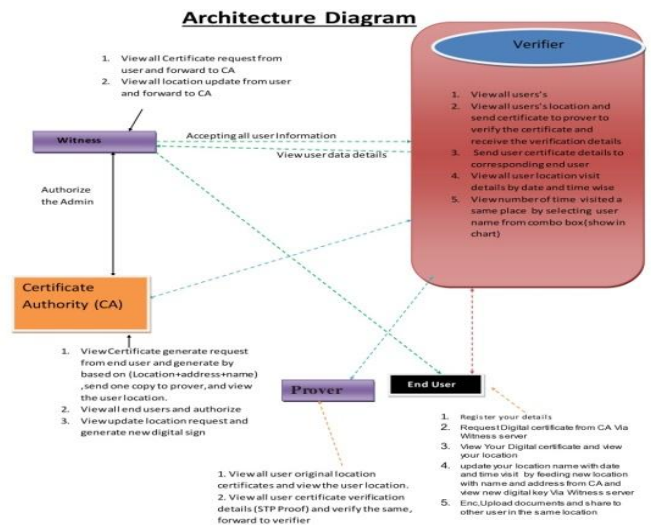 Architecture Diagram
1. View all Certificate request from
user and forward to CA
2. View all location update from user
and forward to CA
Verifier
1. View all users's
2. View all users's location and
send certificate to prover to
verify the certificate and
receive the verification details
3. Send user certificate details to
corresponding end user
4. View all user location visit
details by date and time wise
5. View number of time visited a
same place by selecting user
name from combo box(show in
chart)
Witness
Accepting all user Information
View user data details
Authorize
the Admin
Certificate
Authority (CA)
1. View Certificate generate request
from end user and generate by
based on (Location+address+name)
,send one copy to prover, and view
the user location.
2. View all end users and authorize
3. View update location request and
generate new digital sign
Prover
End User
1. View all user original location
certificates and view the user location.
2. View all user certificate verification
details (STP Proof) and verify the same,
forward to verifier
1. Register your details
2. Request Digital certificate from CA Via
Witness server
3. View Your Digital certificate and view
your location
4. update your location name with date
and time visit by feeding new location
with name and address from CA and
view new digital key Via Witness server
5. Enc,Upload documents and share to
other user in the same location